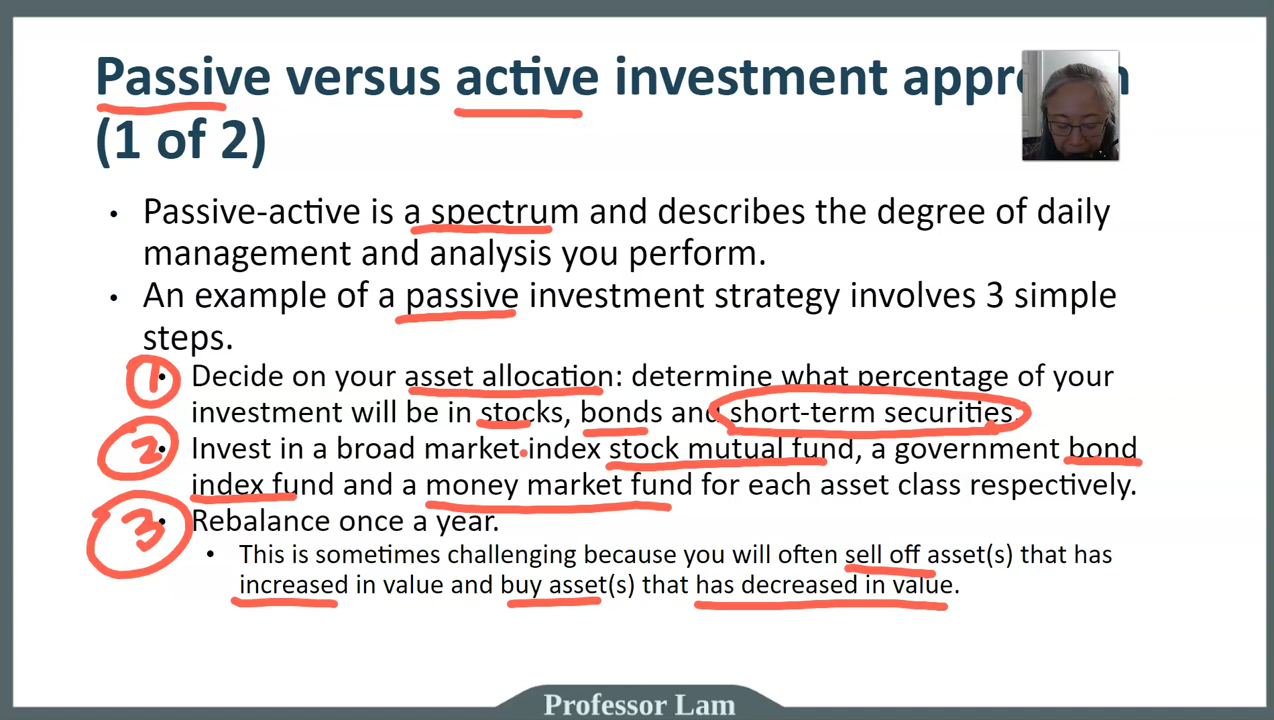 Passive versus active investment
(1 of 2)
• Passive-active is a spectrum and describes the degree of daily
management and analysis you perform.
• An example of a passive investment strategy involves 3 simple
steps.
1 Decide on your asset allocation: determine what percentage of your
investment will be in stocks, bonds and short-term securities.
2 Invest in a broad market index stock mutual fund, a government bond
index fund and a money market fund for each asset class respectively.
3 Rebalance once a year.
• This is sometimes challenging because you will often sell off asset(s) that has
increased in value and buy asset(s) that has decreased in value.
Professor Lam